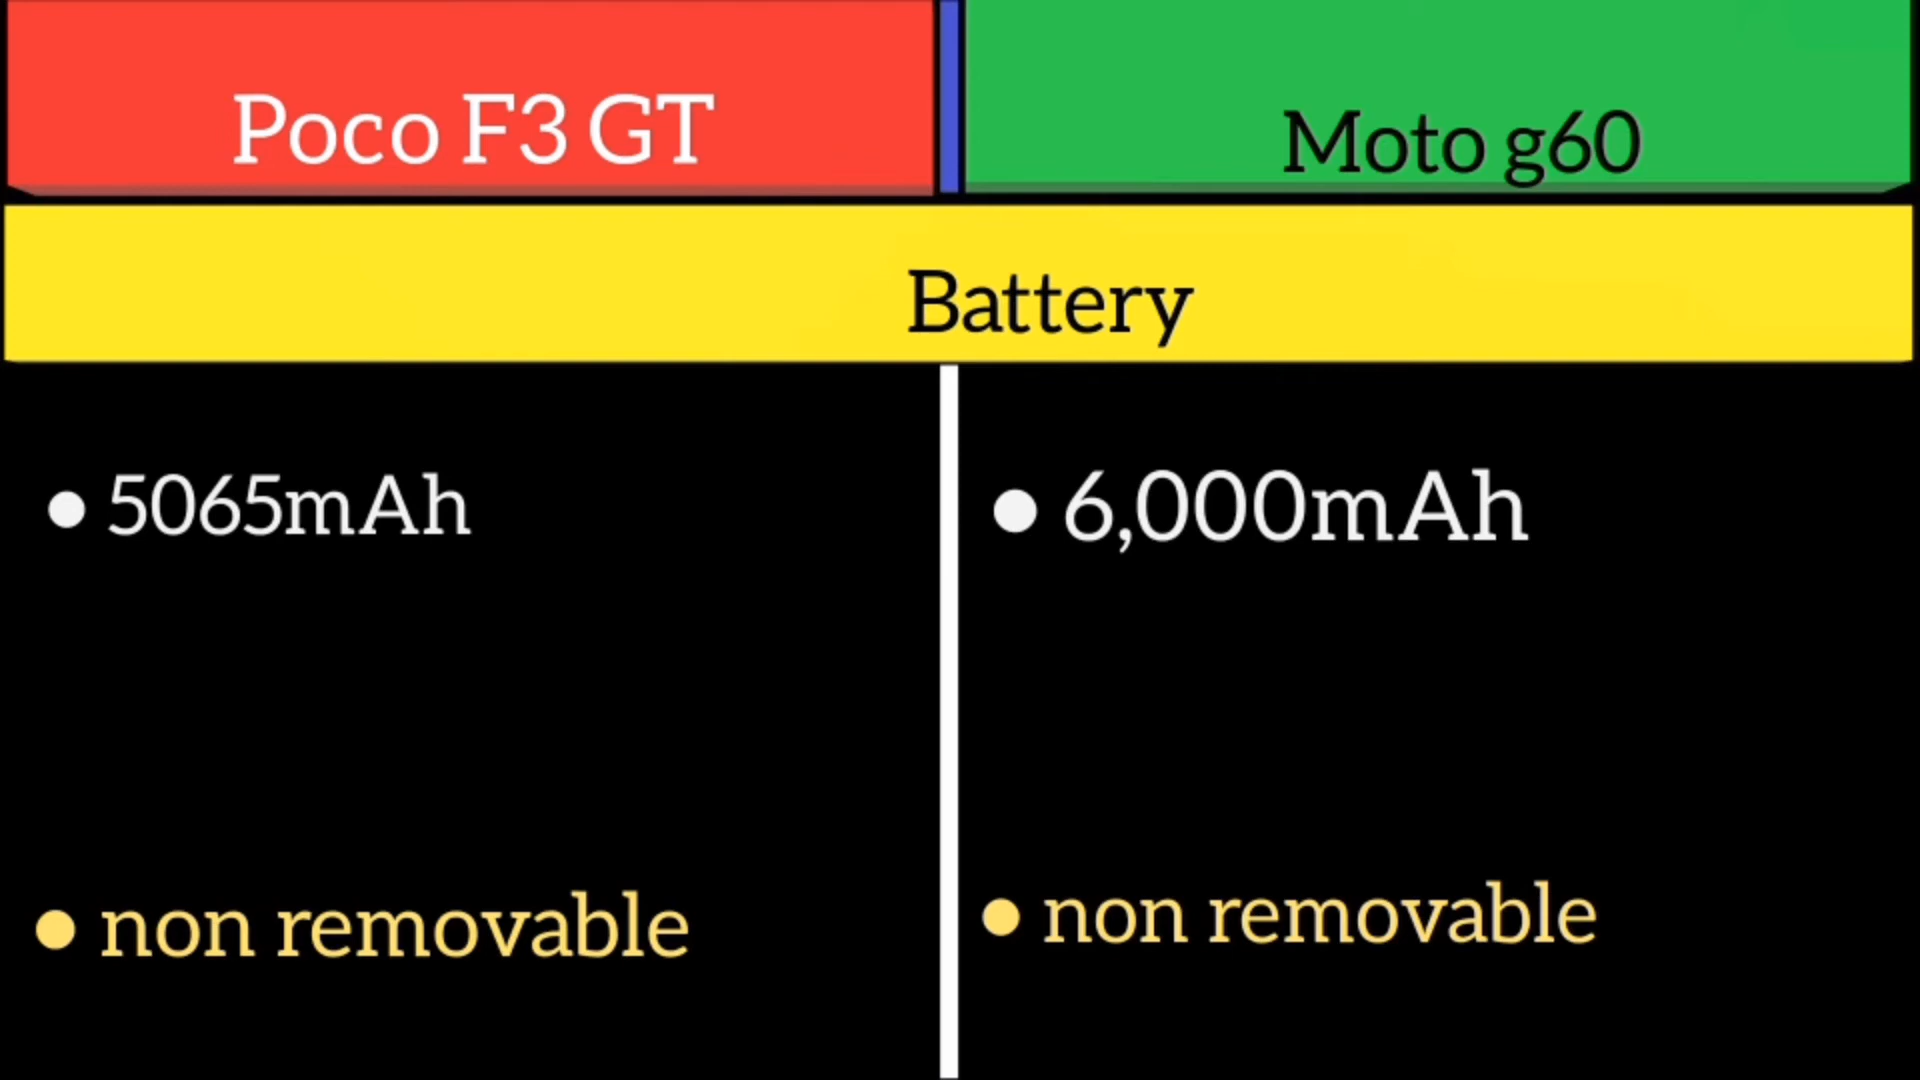 Poco F3 GT
Moto g60
Battery
● 5065mAh
● 6,000mAh
● non removable
● non removable